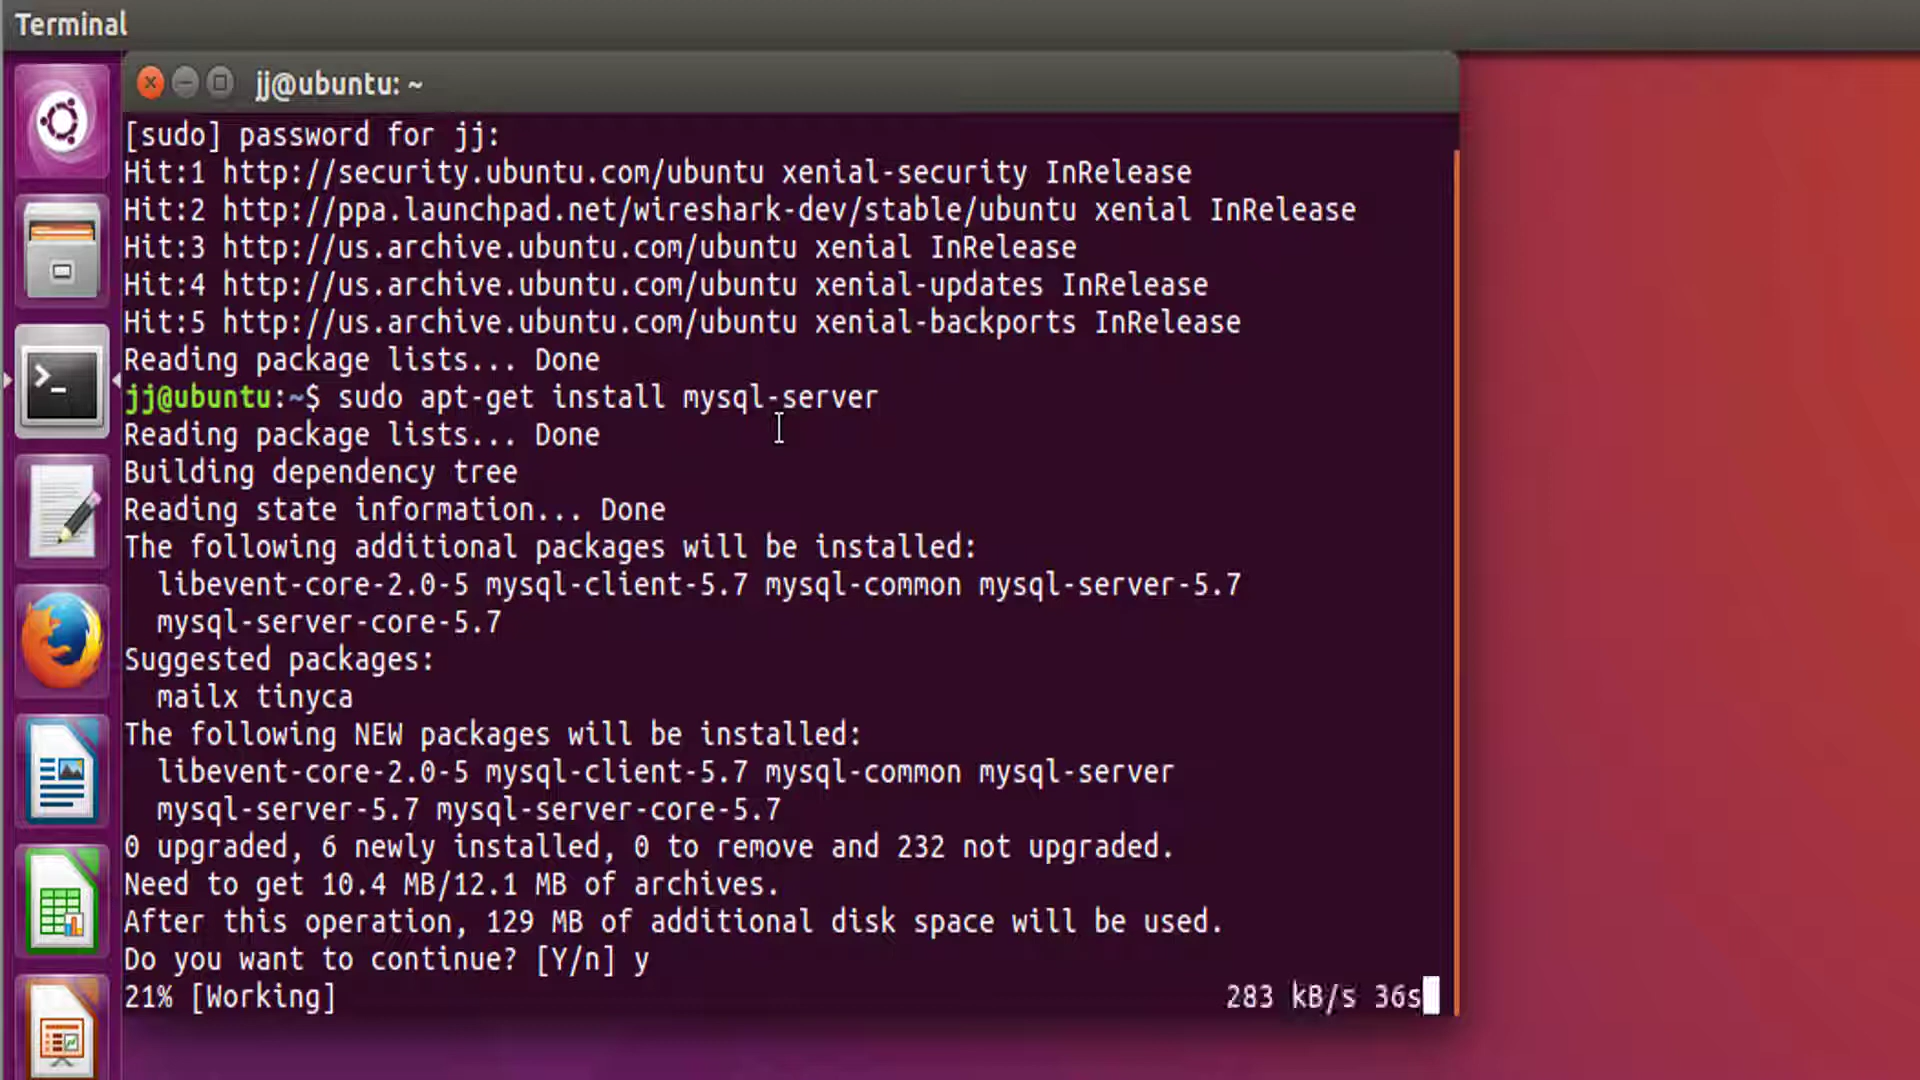 Terminal
jj@ubuntu: ~
[sudo] password for jj:
Hit:1 http://security.ubuntu.com/ubuntu xenial-security InRelease
Hit:2 http://ppa.launchpad.net/wireshark-dev/stable/ubuntu xenial InRelease
Hit:3 http://us.archive.ubuntu.com/ubuntu xenial InRelease
Hit:4 http://us.archive.ubuntu.com/ubuntu xenial-updates InRelease
Hit:5 http://us.archive.ubuntu.com/ubuntu xenial-backports InRelease
Reading package lists... Done
jj@ubuntu:~$ sudo apt-get install mysql-server
Reading package lists... Done
Building dependency tree
Reading state information... Done
The following additional packages will be installed:
  libevent-core-2.0-5 mysql-client-5.7 mysql-common mysql-server-5.7
  mysql-server-core-5.7
Suggested packages:
  mailx tinyca
The following NEW packages will be installed:
  libevent-core-2.0-5 mysql-client-5.7 mysql-common mysql-server
  mysql-server-5.7 mysql-server-core-5.7
0 upgraded, 6 newly installed, 0 to remove and 232 not upgraded.
Need to get 10.4 MB/12.1 MB of archives.
After this operation, 129 MB of additional disk space will be used.
Do you want to continue? [Y/n] y
21% [Working] 283 kB/s 36s